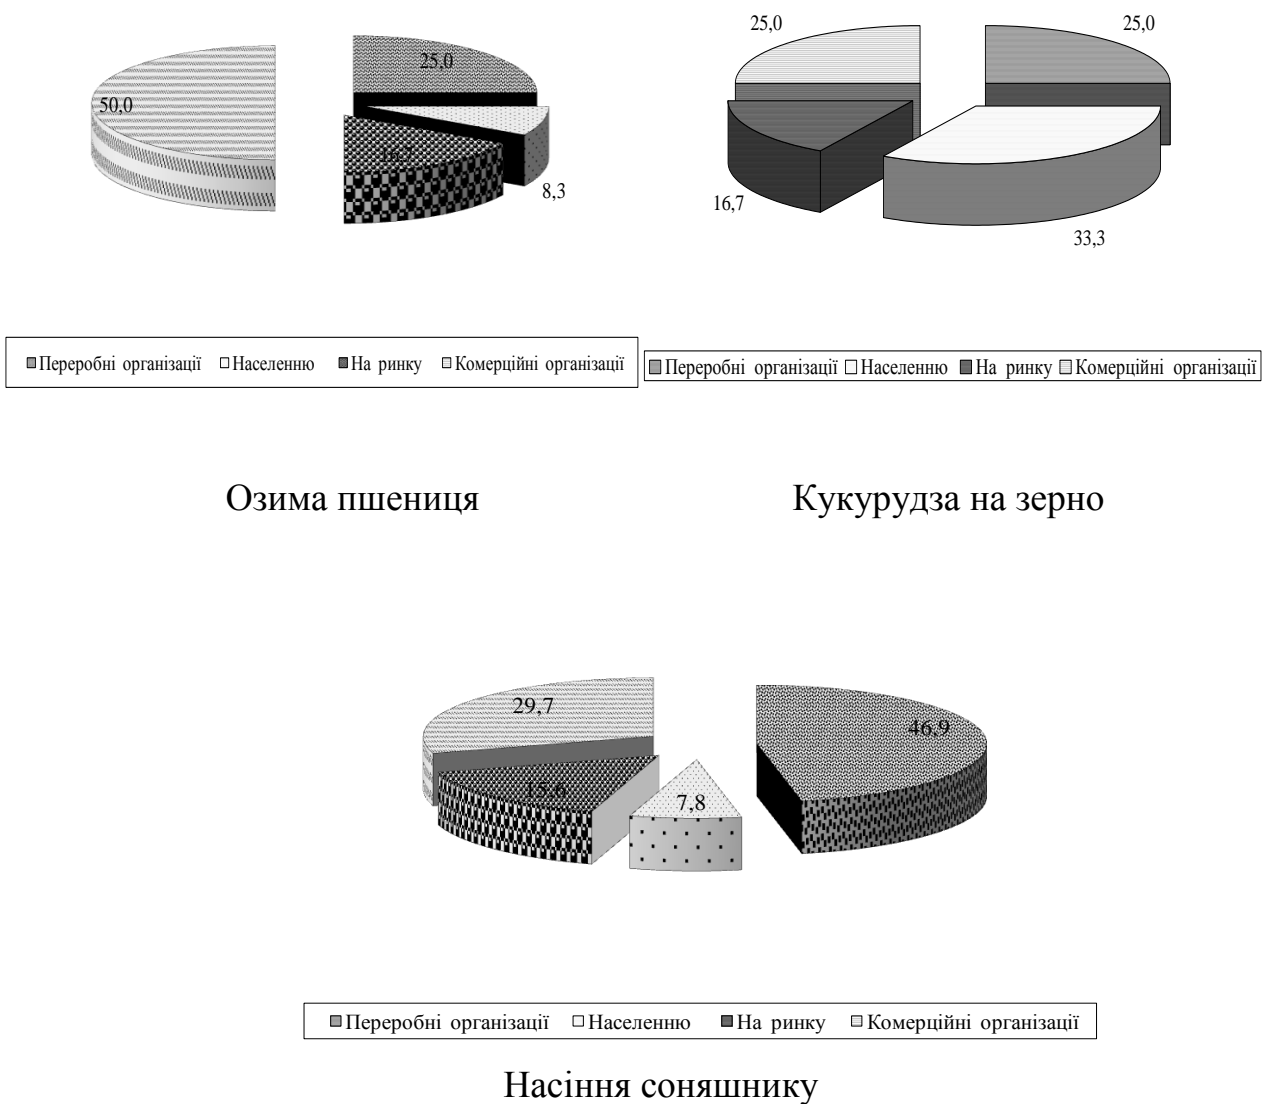 25,0
50,0
16,7
8,3
25,0
25,0
16,7
33,3
Переробні організації Населенню На ринку Комерційні організації
Переробні організації Населенню На ринку Комерційні організації
Озима пшениця
Кукурудза на зерно
29,7
46,9
15,6
7,8
Переробні організації Населенню На ринку Комерційні організації
Насіння соняшнику